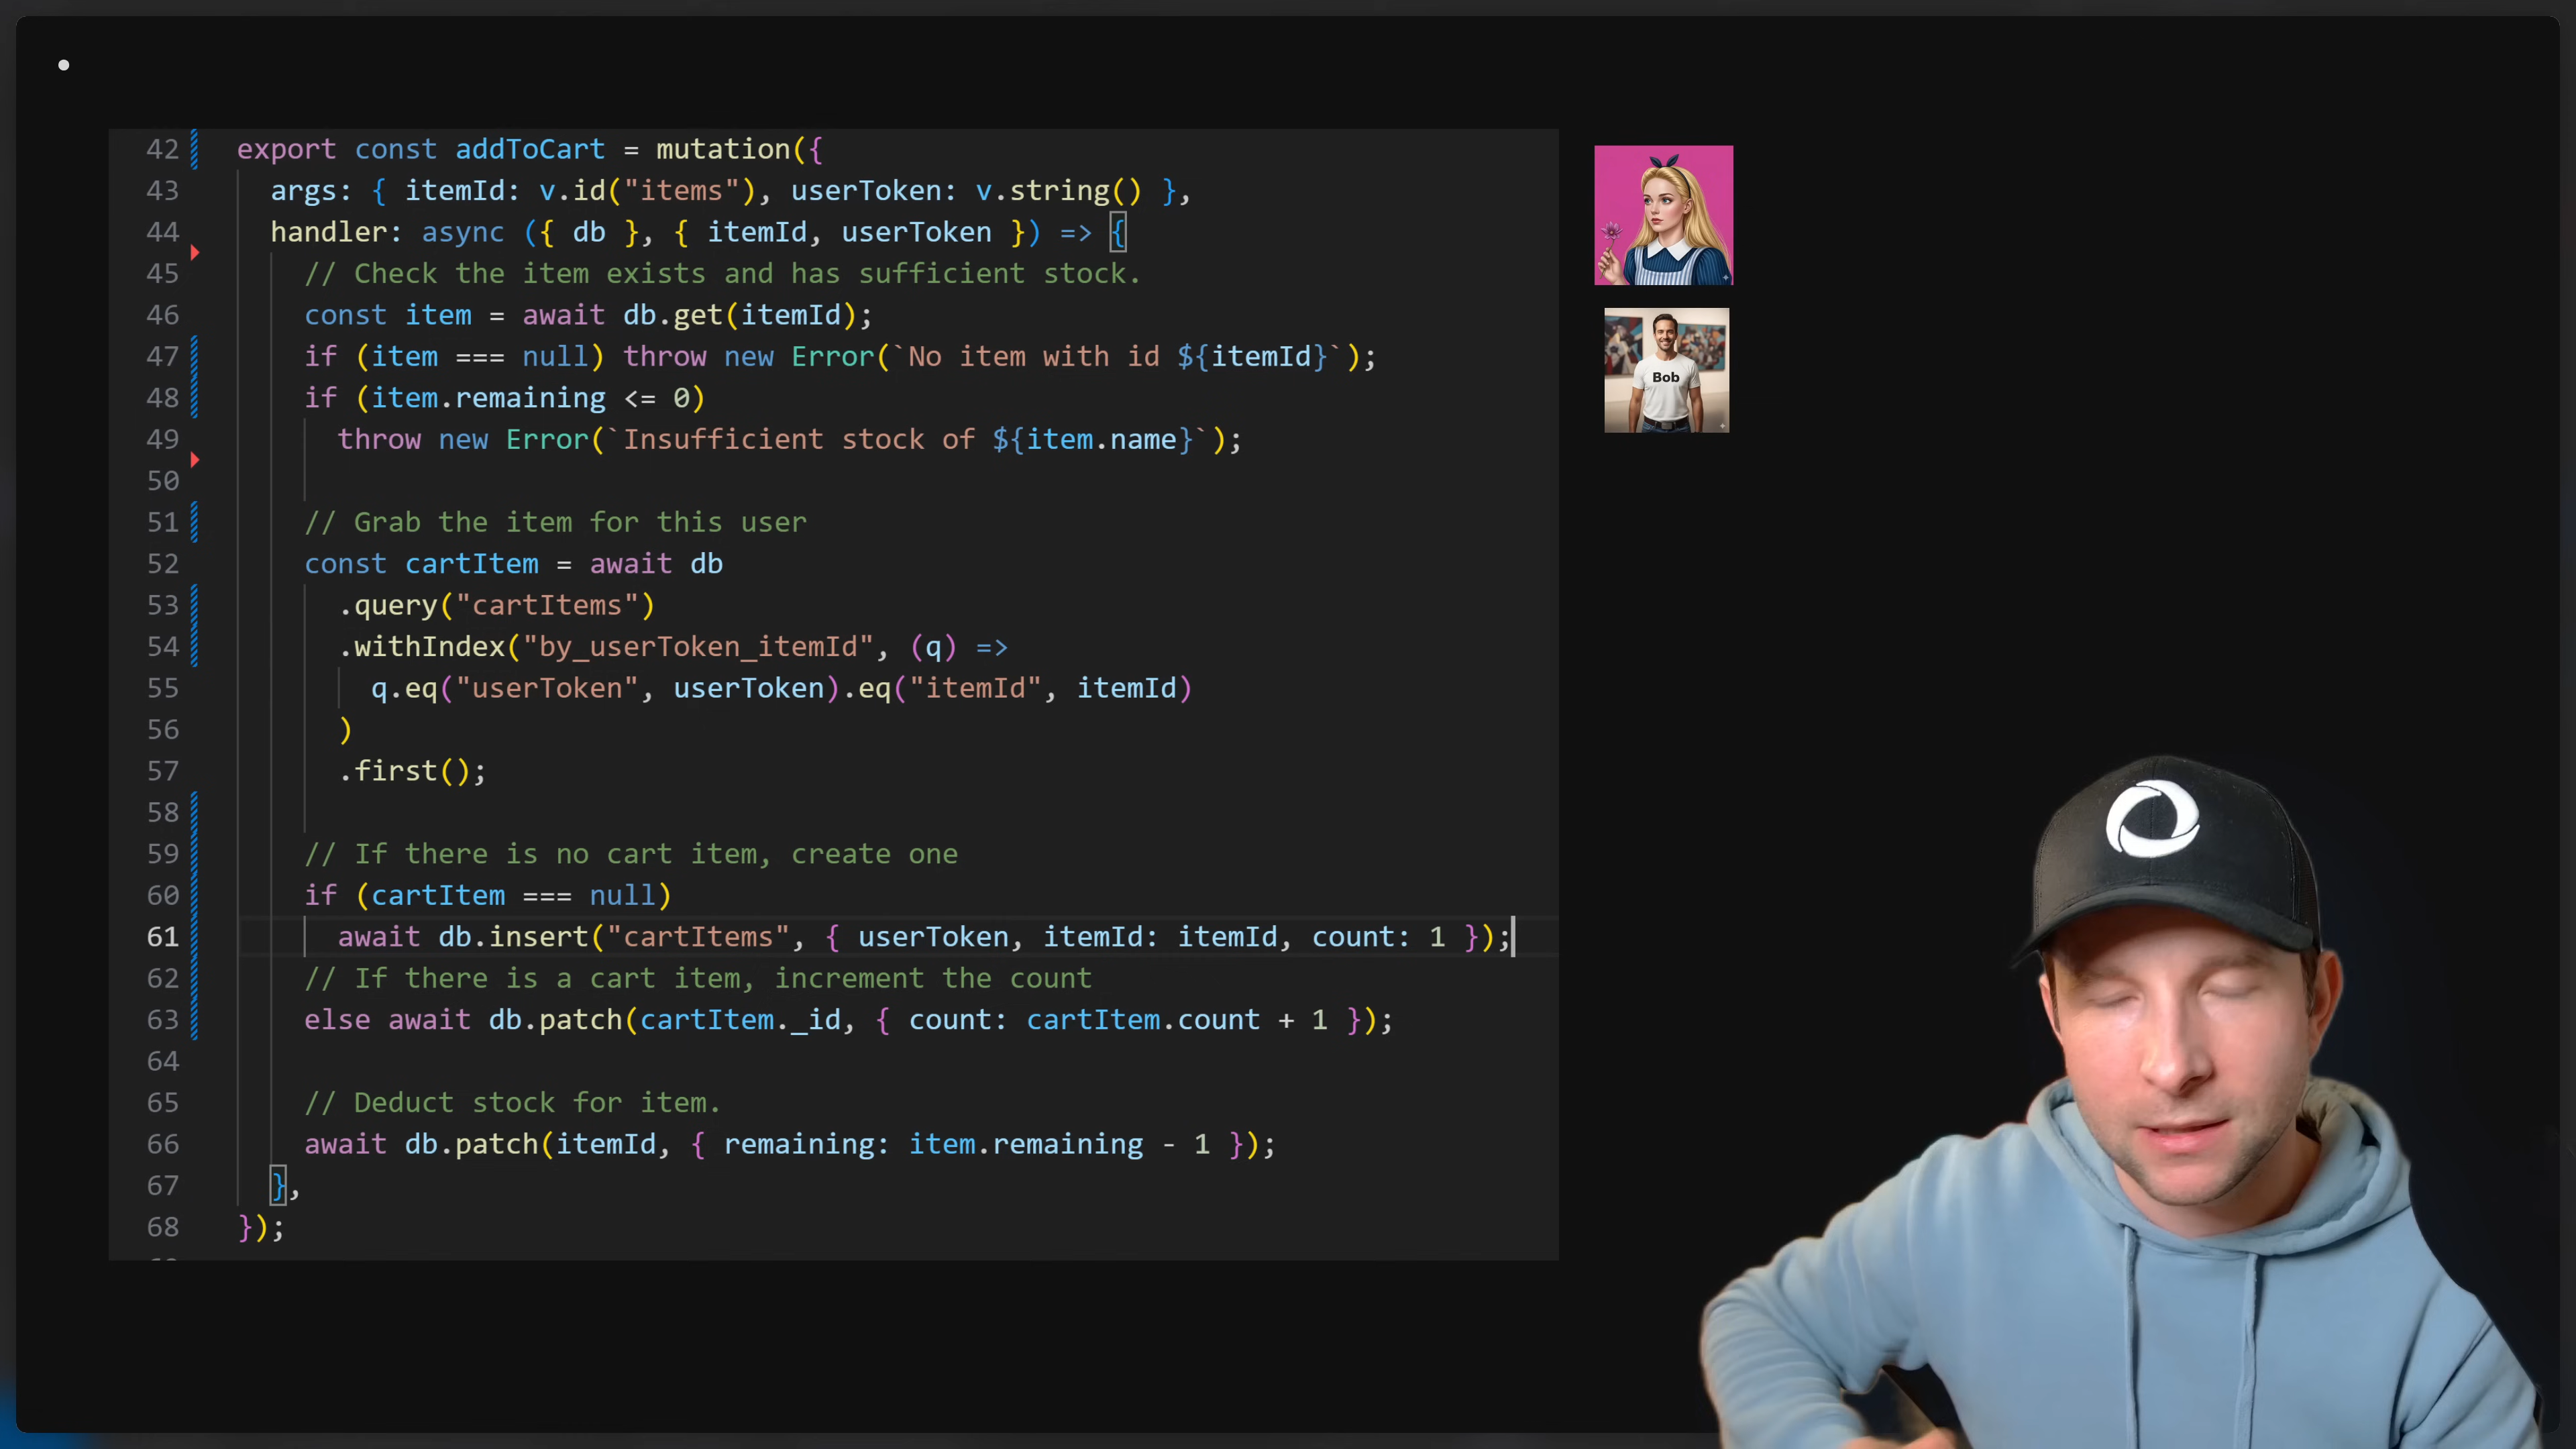 42 export const addToCart = mutation({
43 args: { itemId: v.id("items"), userToken: v.string() },
44 handler: async ({ db }, { itemId, userToken }) => {
45 // Check the item exists and has sufficient stock.
46 const item = await db.get(itemId);
47 if (item === null) throw new Error(`No item with id ${itemId}`);
48 if (item.remaining <= 0)
49 throw new Error(`Insufficient stock of ${item.name}`);
50
51 // Grab the item for this user
52 const cartItem = await db
53 .query("cartItems")
54 .withIndex("by_userToken_itemId", (q) =>
55 q.eq("userToken", userToken).eq("itemId", itemId)
56 )
57 .first();
58
59 // If there is no cart item, create one
60 if (cartItem === null)
61 await db.insert("cartItems", { userToken, itemId: itemId, count: 1 });
62 // If there is a cart item, increment the count
63 else await db.patch(cartItem._id, { count: cartItem.count + 1 });
64
65 // Deduct stock for item.
66 await db.patch(itemId, { remaining: item.remaining - 1 });
67 },
68 });
Bob